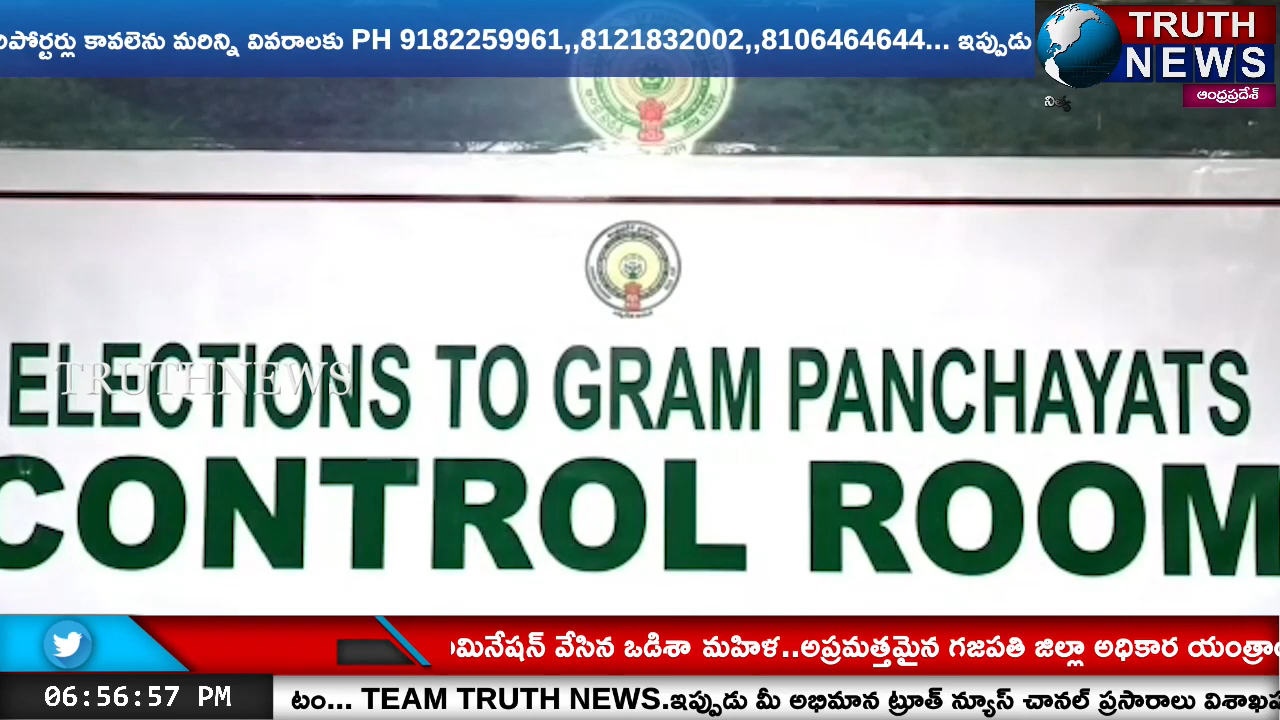 రిపోర్టర్లు కావలెను మరిన్ని వివరాలకు PH 9182259961,,8121832002,,8106464644... ఇప్పుడు
TRUTH
NEWS
ఆంధ్రప్రదేశ్
నిత్య
ELECTIONS TO GRAM PANCHAYATS
TRUTHNEWS
CONTROL ROOM
వేసిన ఒడిశా మహిళ..అప్రమత్తమైన గజపతి జిల్లా అధికార
06:56:57 PM
టం... TEAM TRUTH NEWS.ఇప్పుడు మీ అభిమాన ట్రూత్ న్యూస్ చానల్ ప్రసారాలు